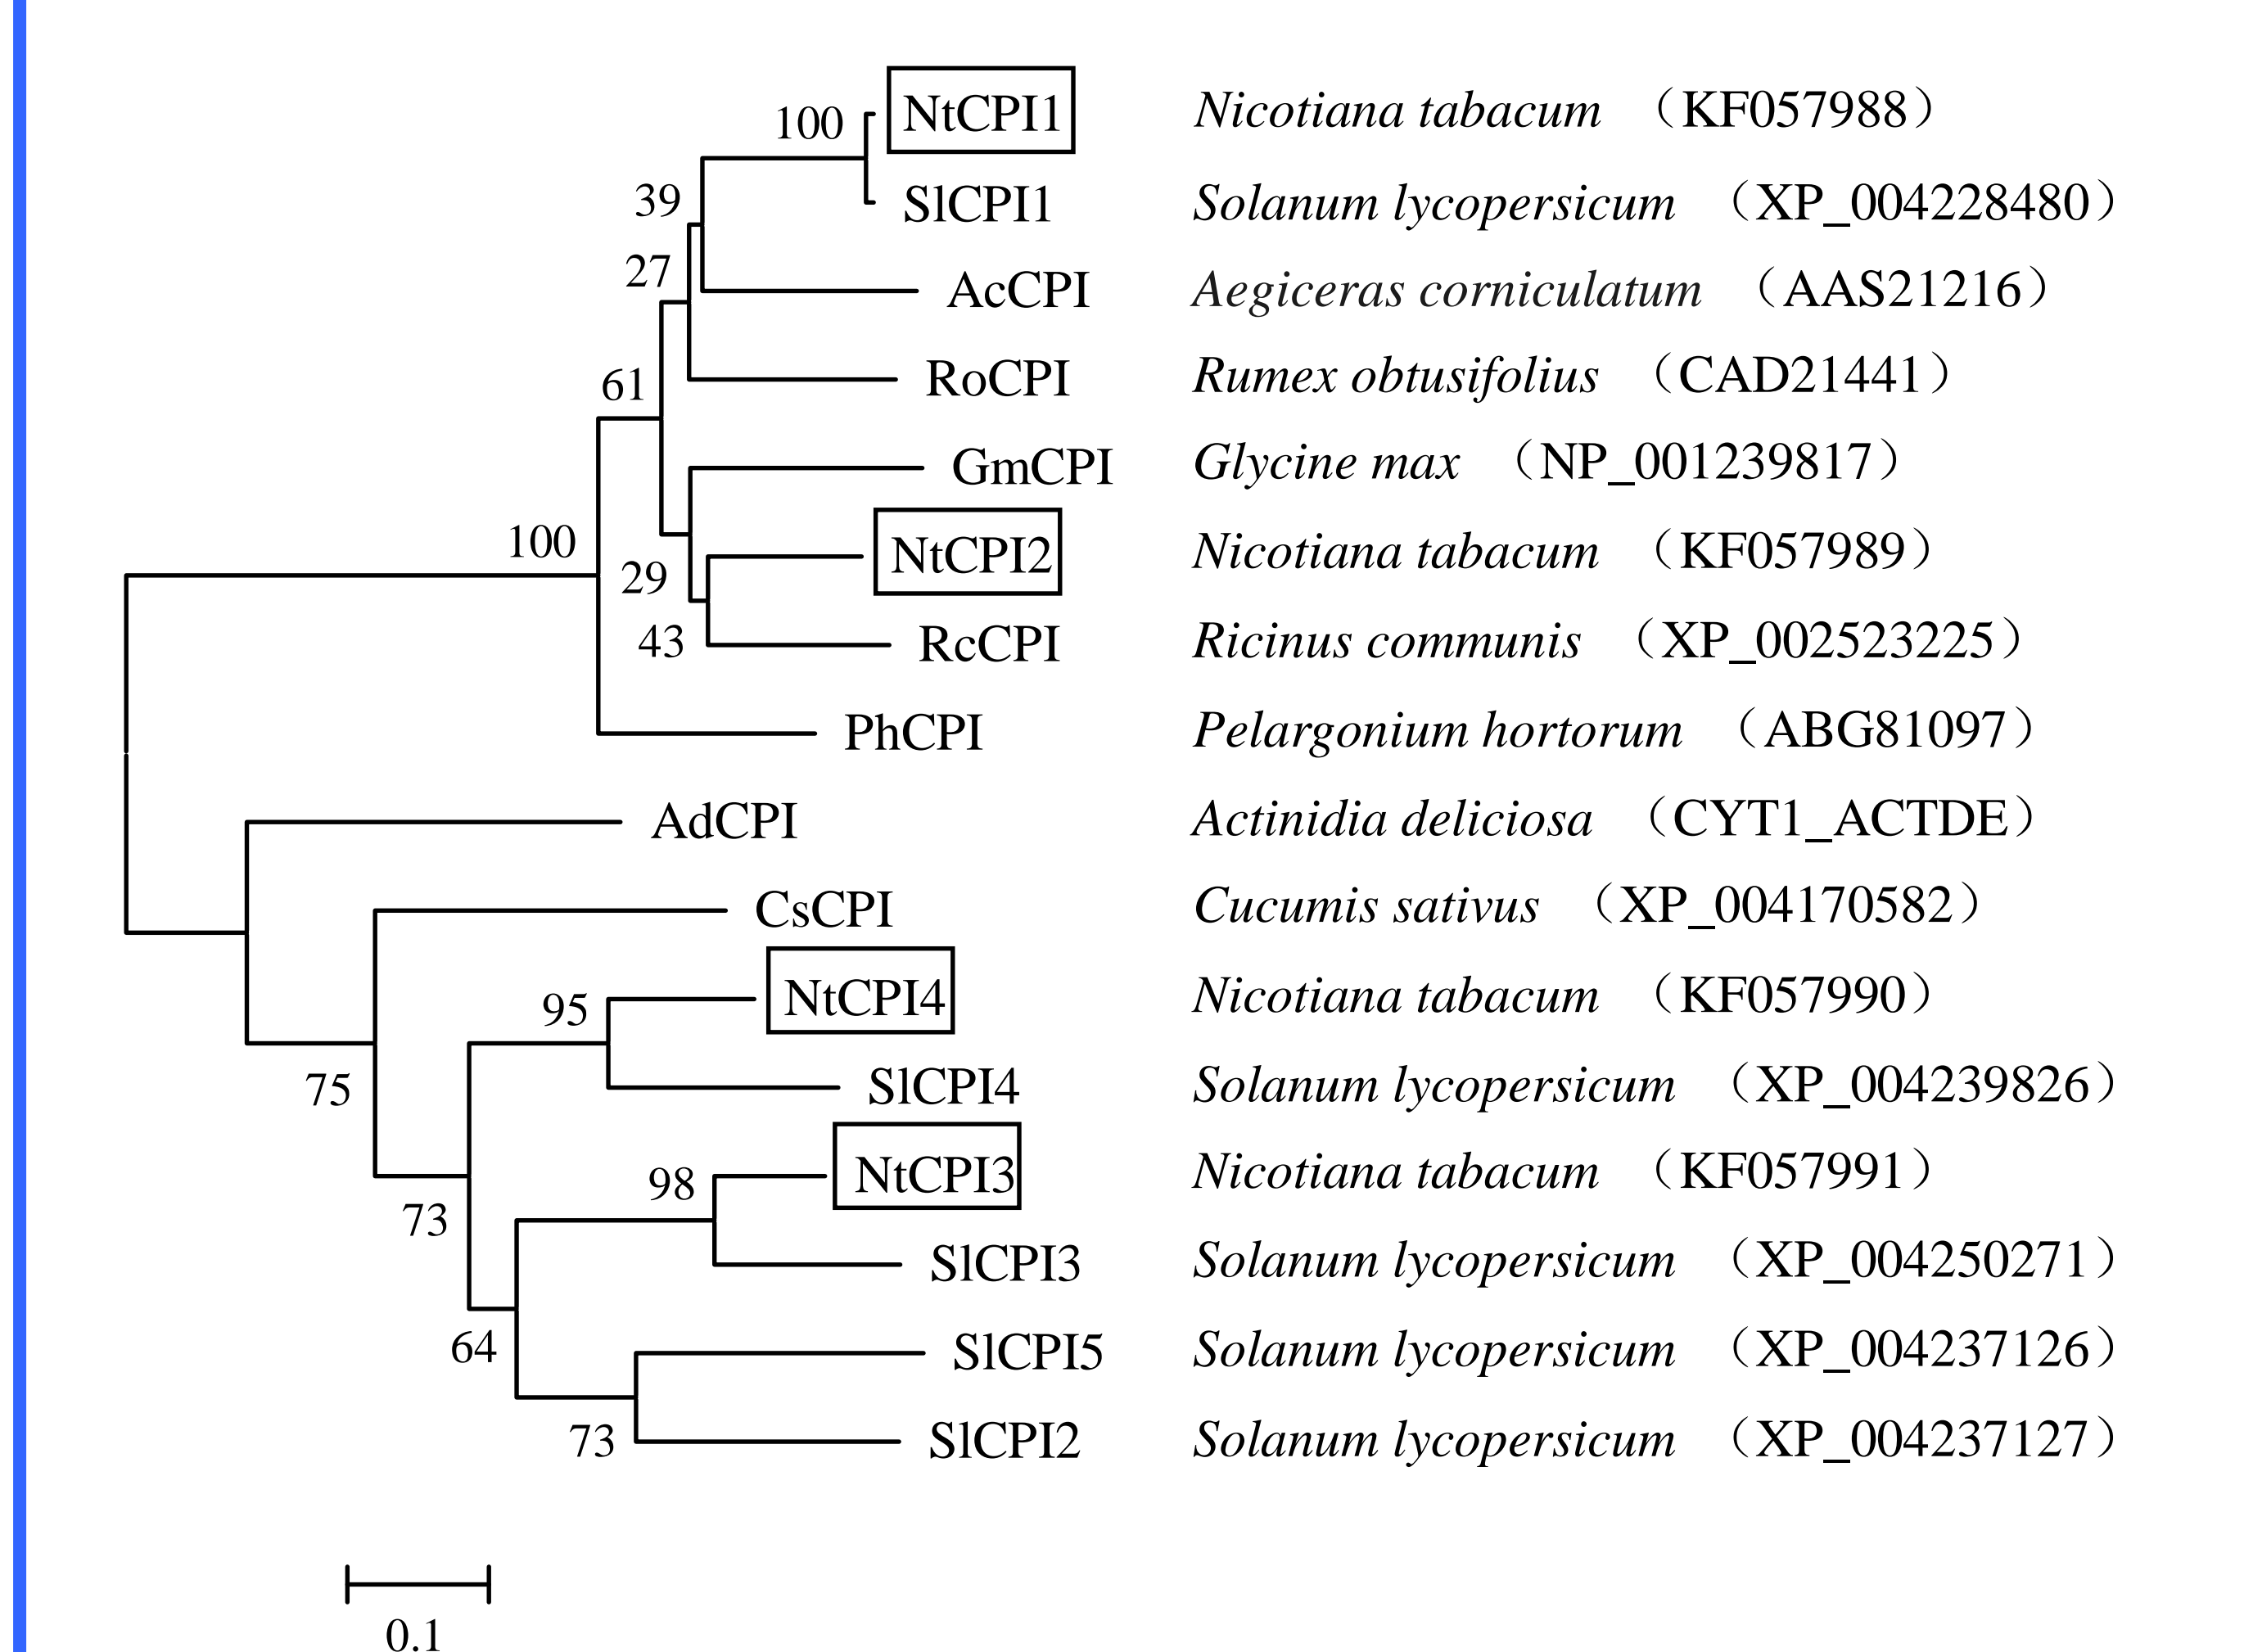 100 NtCPI1 Nicotiana tabacum （KF057988）
39 SlCPI1 Solanum lycopersicum （XP_004228480）
27 AcCPI Aegiceras corniculatum （AAS21216）
61 RoCPI Rumex obtusifolius （CAD21441）
GmCPI Glycine max （NP_001239817）
100 NtCPI2 Nicotiana tabacum （KF057989）
29
43 RcCPI Ricinus communis （XP_002523225）
PhCPI Pelargonium hortorum （ABG81097）
AdCPI Actinidia deliciosa （CYT1_ACTDE）
CsCPI Cucumis sativus （XP_004170582）
95 NtCPI4 Nicotiana tabacum （KF057990）
75 SlCPI4 Solanum lycopersicum （XP_004239826）
98 NtCPI3 Nicotiana tabacum （KF057991）
73
SlCPI3 Solanum lycopersicum （XP_004250271）
64 SlCPI5 Solanum lycopersicum （XP_004237126）
73 SlCPI2 Solanum lycopersicum （XP_004237127）
0.1